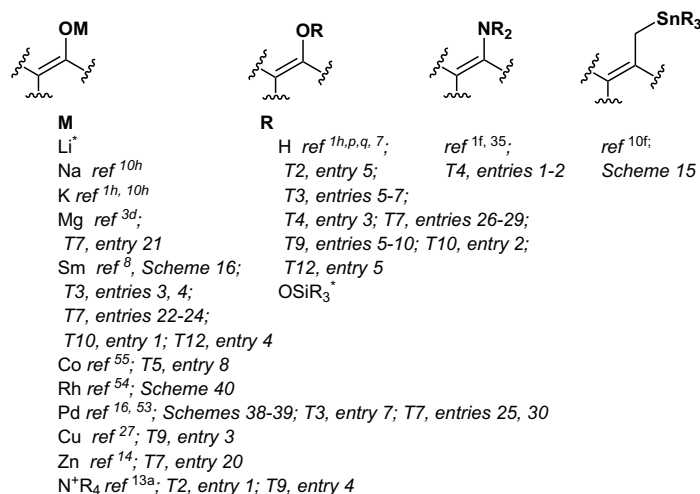 OM OR NR2 SnR3
M R
Li* H ref 1h,p,q, 7; ref 1f, 35; ref 10f;
Na ref 10h T2, entry 5; T4, entries 1-2 Scheme 15
K ref 1h, 10h T3, entries 5-7;
Mg ref 3d; T4, entry 3; T7, entries 26-29;
T7, entry 21 T9, entries 5-10; T10, entry 2;
Sm ref 8, Scheme 16; T12, entry 5
T3, entries 3, 4; OSiR3*
T7, entries 22-24;
T10, entry 1; T12, entry 4
Co ref 55; T5, entry 8
Rh ref 54; Scheme 40
Pd ref 16, 53; Schemes 38-39; T3, entry 7; T7, entries 25, 30
Cu ref 27; T9, entry 3
Zn ref 14; T7, entry 20
N+R4 ref 13a; T2, entry 1; T9, entry 4